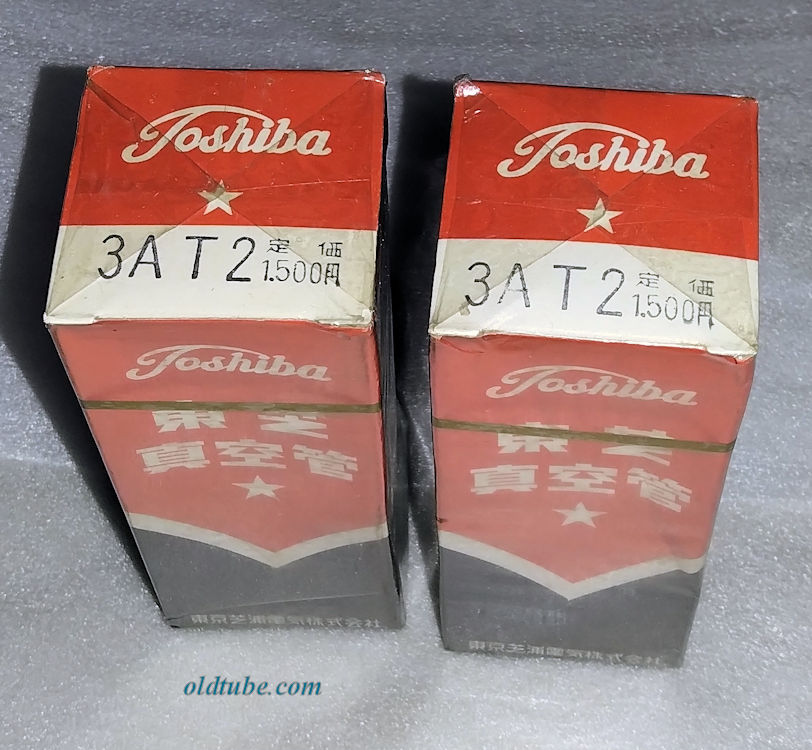 Toshiba
3AT2 定価
1.500円
Toshiba
東芝
真空管
東京芝浦電気株式会社
Toshiba
3AT2 定価
1.500円
Toshiba
東芝
真空管
東京芝浦電気株式会社
oldtube.com